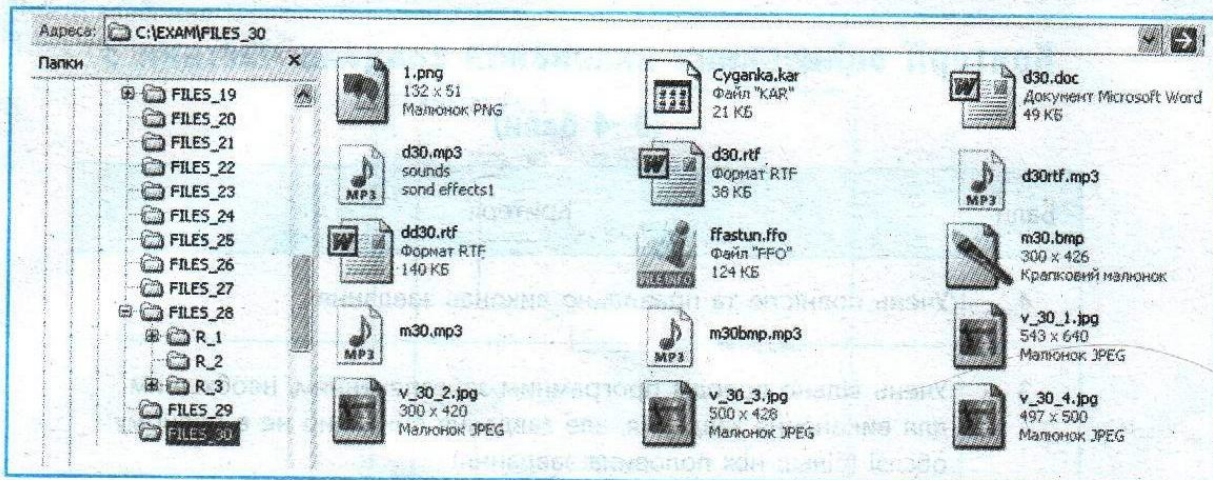 Адреса: C:\EXAM\FILES_30
Папки
FILES_19
FILES_20
FILES_21
FILES_22
FILES_23
FILES_24
FILES_25
FILES_26
FILES_27
FILES_28
R_1
R_2
R_3
FILES_29
FILES_30
1.png
132 x 51
Малюнок PNG
Cyganka.kar
Файл "KAR"
21 КБ
d30.doc
Документ Microsoft Word
49 КБ
d30.mp3
sounds
sond effects1
d30.rtf
Формат RTF
38 КБ
d30rtf.mp3
dd30.rtf
Формат RTF
140 КБ
ffastun.ffo
Файл "FFO"
124 КБ
m30.bmp
300 x 426
Крапковий малюнок
m30.mp3
m30bmp.mp3
v_30_1.jpg
543 x 640
Малюнок JPEG
v_30_2.jpg
300 x 420
Малюнок JPEG
v_30_3.jpg
500 x 428
Малюнок JPEG
v_30_4.jpg
497 x 500
Малюнок JPEG